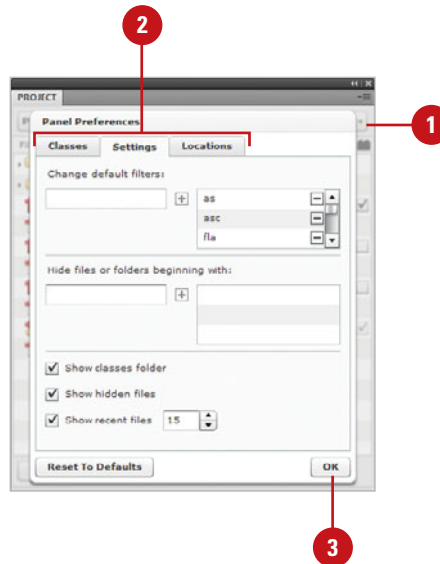 2
PROJECT
1
Panel Preferences
Classes Settings Locations
Change default filters:
as
asc
fla
Hide files or folders beginning with:
Show classes folder
Show hidden files
Show recent files 15
Reset To Defaults OK
3